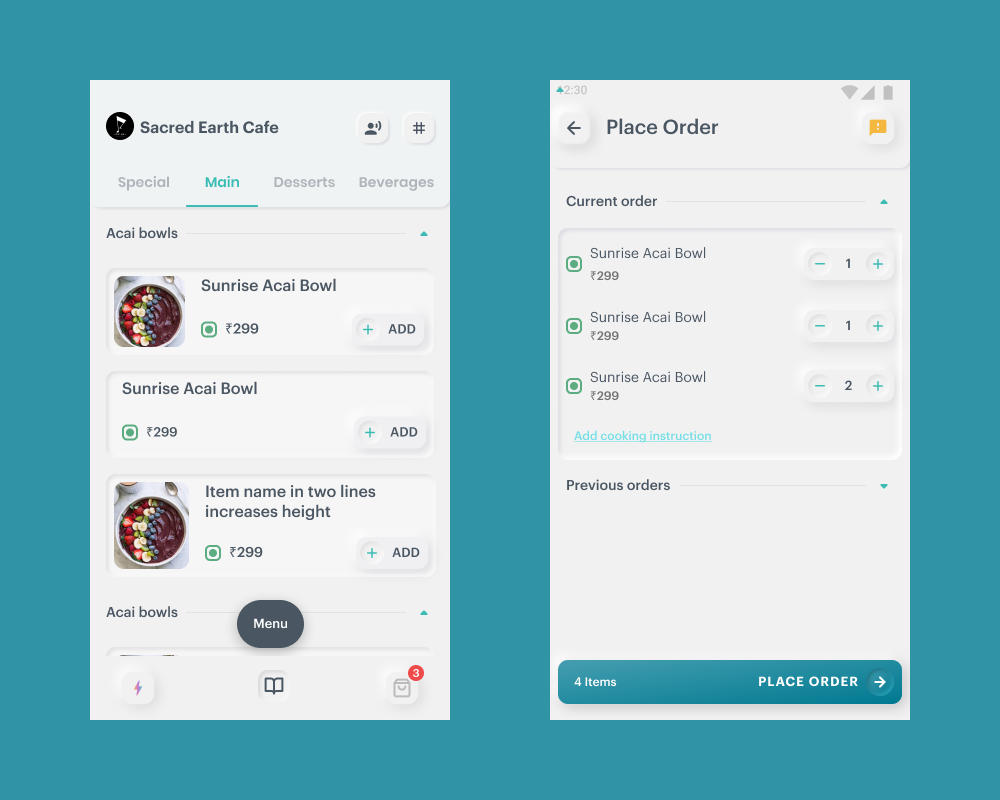 Sacred Earth Cafe
Special Main Desserts Beverages
Acai bowls
Sunrise Acai Bowl
₹299
+ ADD
Sunrise Acai Bowl
₹299
+ ADD
Item name in two lines
increases height
₹299
+ ADD
Acai bowls
Menu
3
2:30
Place Order
Current order
Sunrise Acai Bowl
₹299
− 1 +
Sunrise Acai Bowl
₹299
− 1 +
Sunrise Acai Bowl
₹299
− 2 +
Add cooking instruction
Previous orders
4 Items
PLACE ORDER